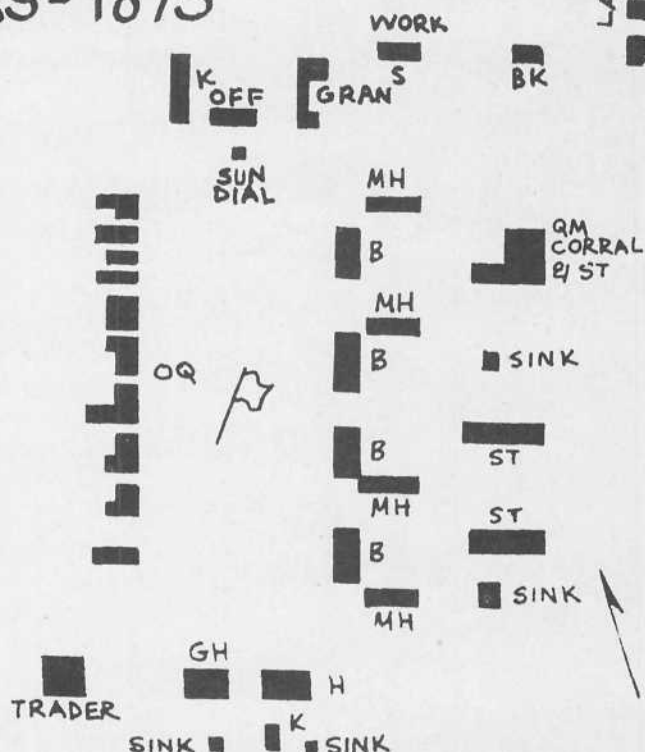 S-1873
WORK
S
BK
K
OFF
GRAN
SUN
DIAL
MH
QM
CORRAL
& ST
B
MH
B
SINK
OQ
B
ST
MH
ST
B
SINK
MH
GH
H
TRADER
K
SINK
SINK